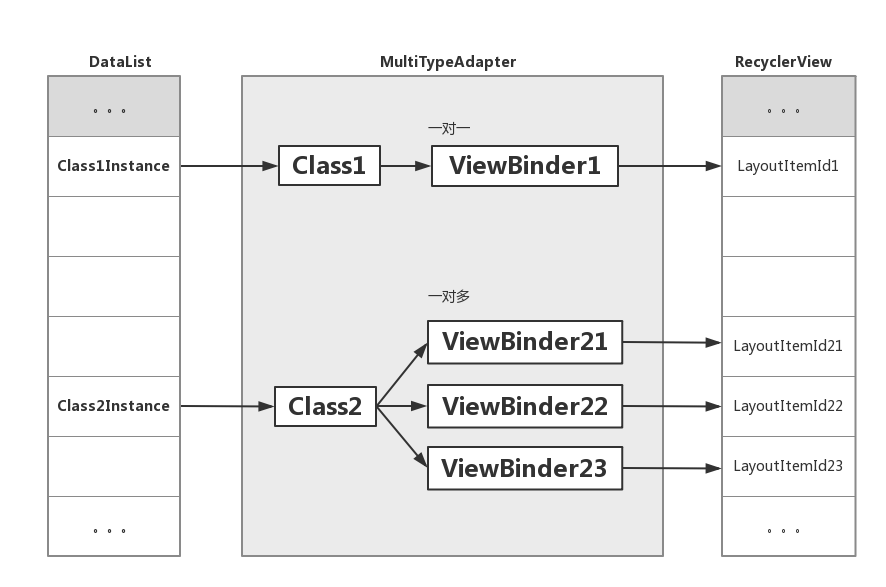 DataList
MultiTypeAdapter
RecyclerView
。。。
。。。
一对一
Class1Instance
Class1
ViewBinder1
LayoutItemId1
一对多
ViewBinder21
LayoutItemId21
Class2Instance
Class2
ViewBinder22
LayoutItemId22
ViewBinder23
LayoutItemId23
。。。
。。。